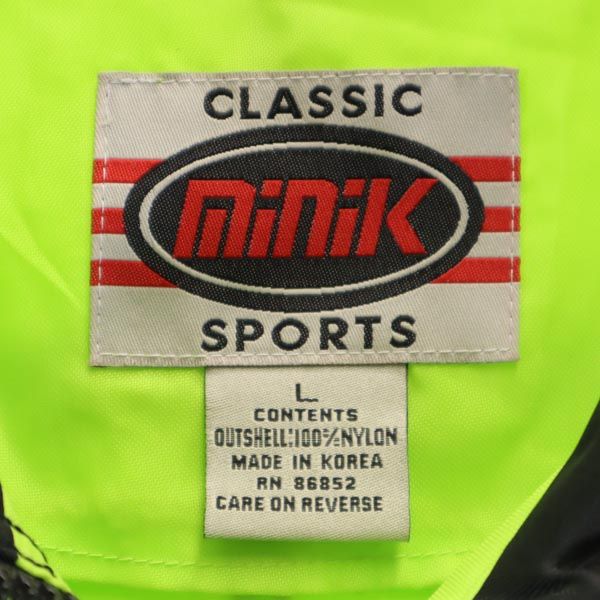 CLASSIC
MINIK
SPORTS
L
CONTENTS
OUTSHELL:100%NYLON
MADE IN KOREA
RN 86852
CARE ON REVERSE